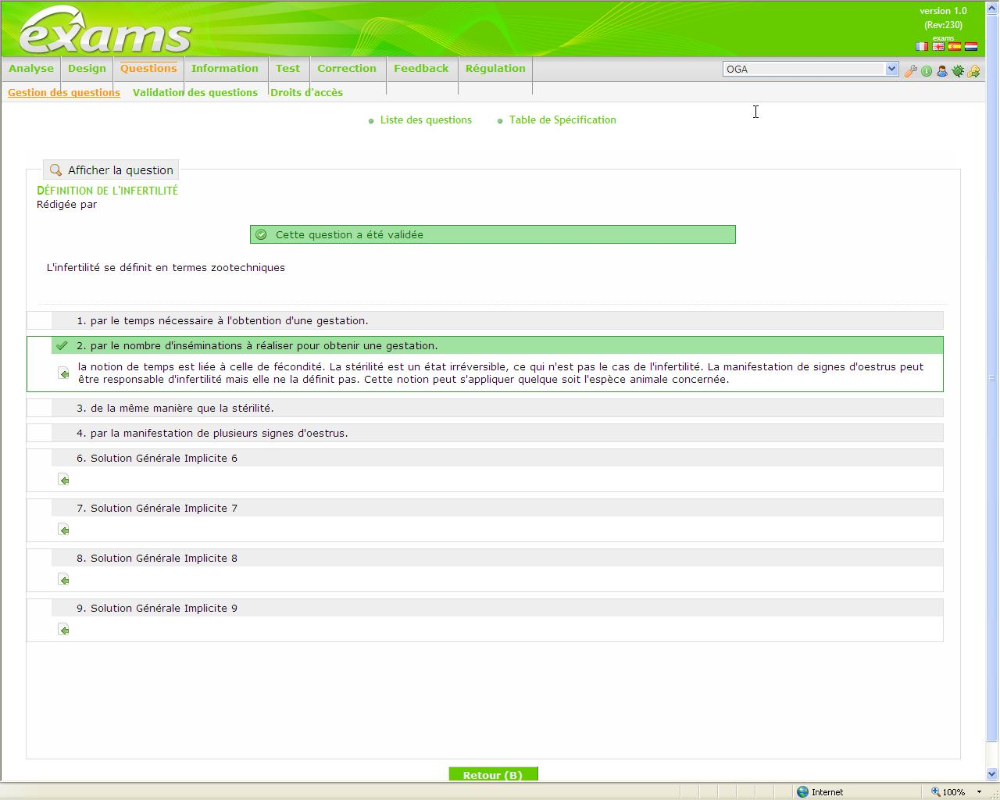 exams
version 1.0
(Rev:230)
exams
Analyse Design Questions Information Test Correction Feedback Régulation
OGA
Gestion des questions Validation des questions Droits d'accès
Liste des questions Table de Spécification
Afficher la question
DÉFINITION DE L'INFERTILITÉ
Rédigée par
Cette question a été validée
L'infertilité se définit en termes zootechniques
1. par le temps nécessaire à l'obtention d'une gestation.
2. par le nombre d'inséminations à réaliser pour obtenir une gestation.
la notion de temps est liée à celle de fécondité. La stérilité est un état irréversible, ce qui n'est pas le cas de l'infertilité. La manifestation de signes d'oestrus peut
être responsable d'infertilité mais elle ne la définit pas. Cette notion peut s'appliquer quelque soit l'espèce animale concernée.
3. de la même manière que la stérilité.
4. par la manifestation de plusieurs signes d'oestrus.
6. Solution Générale Implicite 6
7. Solution Générale Implicite 7
8. Solution Générale Implicite 8
9. Solution Générale Implicite 9
Retour (B)
Internet 100%